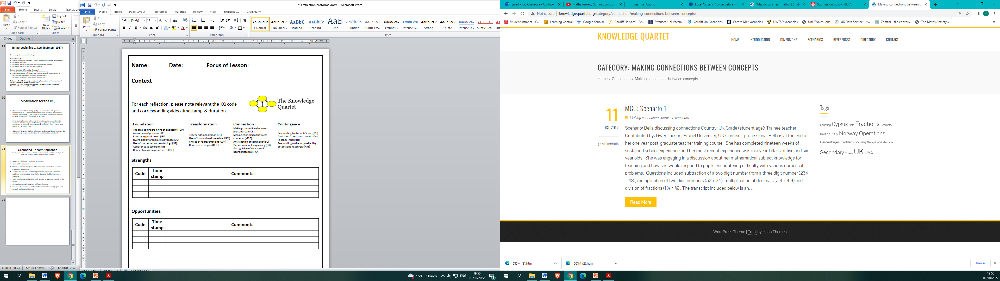 File
Home
Insert
Design
Transitions
Cut
Copy
Format Painter
Paste
Clipboard
New
Slide
Layout
Reset
Section
Slides
Slides
Outline
19
In the beginning ... Lee Shulman (1987)
20
Motivation for the KQ
21
Grounded Theory Approach
22
Slide 21 of 22
"Office Theme"
English (U.K.)
KQ reflection proforma.docx - Microsoft Word
File
Home
Insert
Page Layout
References
Mailings
Review
View
EndNote X9
Grammarly
Paste
Cut
Copy
Format Painter
Clipboard
Calibri (Body)
11
Font
Paragraph
¶ Normal
¶ No Spaci...
Heading 1
Heading 2
Title
Subtitle
Subtle Em...
Emphasis
Intense E...
Strong
Quote
Intense Q...
Subtle Ref...
Styles
Name: Date: Focus of Lesson:
Context
For each reflection, please note relevant the KQ code
and corresponding video timestamp & duration.
The Knowledge
Quartet
Foundation
Theoretical underpinning of pedagogy (TUP)
Awareness of purpose (AP)
Identifying pupil errors (IPE)
Overt display of subject knowledge (OSK)
Use of mathematical terminology (UT)
Adherence to textbook (ATB)
Concentration on procedures (COP)
Transformation
Teacher demonstration (DT)
Use of instructional materials (UIM)
Choice of representations (CUR)
Choice of examples (CUE)
Connection
Making connections between
procedures (MCP)
Making connections between
concepts (MCC)
Anticipation of complexity (SC)
Decisions about sequencing (DS)
Recognition of conceptual
appropriateness (RCA)
Contingency
Responding to students' ideas (RSI)
Deviation from lesson agenda (DA)
Teacher insight (TI)
Responding to the (un)availability
of tools and resources (RAT)
Strengths
Code
Time
stamp
Comments
Opportunities
Code
Time
stamp
Comments
15°C Cloudy
ENG
19:50
01/10/2022
Email - Fay Cosgrove - Outlook
Maths Anxiety Summit London
Learnus' Council
Local Citizens Advice details - H
Why do girls fear maths? | Shirle
Submission policy | BERA
Making connections between co
Not secure
knowledgequartet.org/category/connection/making-connections-between-concepts/
Student intranet - C...
Learning Central
Google Scholar
Cardiff Harvard - Re...
Swansea Uni Vacan...
Cardiff Uni Vacancies
Cardiff Met Vacancies
UWTSD vacancies
Uni SWales Jobs
UK Data Service › M...
Zamzar - file conver...
The Maths Anxiety...
KNOWLEDGE QUARTET
HOME
INTRODUCTION
DIMENSIONS
SCENARIOS
REFERENCES
DIRECTORY
CONTACT
CATEGORY: MAKING CONNECTIONS BETWEEN CONCEPTS
Home / Connection / Making connections between concepts
11
OCT 2012
NO COMMENTS
MCC: Scenario 1
Making connections between concepts
Scenario: Bella discussing connections Country: UK Grade (student age): Trainee teacher
Contributed by: Gwen Ineson, Brunel University, UK Context –professional Bella is at the end of
her one year post-graduate teacher training course. She has completed nineteen weeks of
sustained school experience and her most recent experience was in a year 1 class of five and six
year olds. She was engaging in a discussion about her mathematical subject knowledge for
teaching and how she would respond to pupils encountering difficulty with various numerical
problems. Questions included subtraction of a two digit number from a three digit number (234
– 48), multiplication of two digit numbers (52 x 34), multiplication of decimals (3.4 x 4.9) and
division of fractions (1 ¾ ÷ ½) . The transcript included below is an…
Read More
Tags
Counting Cyprus Data Fractions Geometry
Ireland Italy Norway Operations
Percentages Problem Solving Reception/Kindergarten
Secondary Turkey UK USA
WordPress Theme | Total by Hash Themes
DDM (3).htm
DDM (2).htm
Show all
19:50
01/10/2022